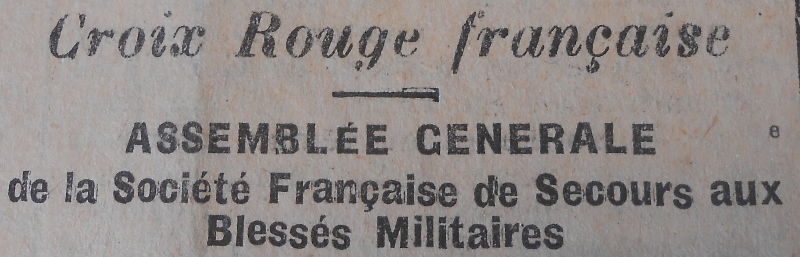 Croix Rouge française
ASSEMBLÉE GENERALE
e
de la Société Française de Secours aux
Blessés Militaires